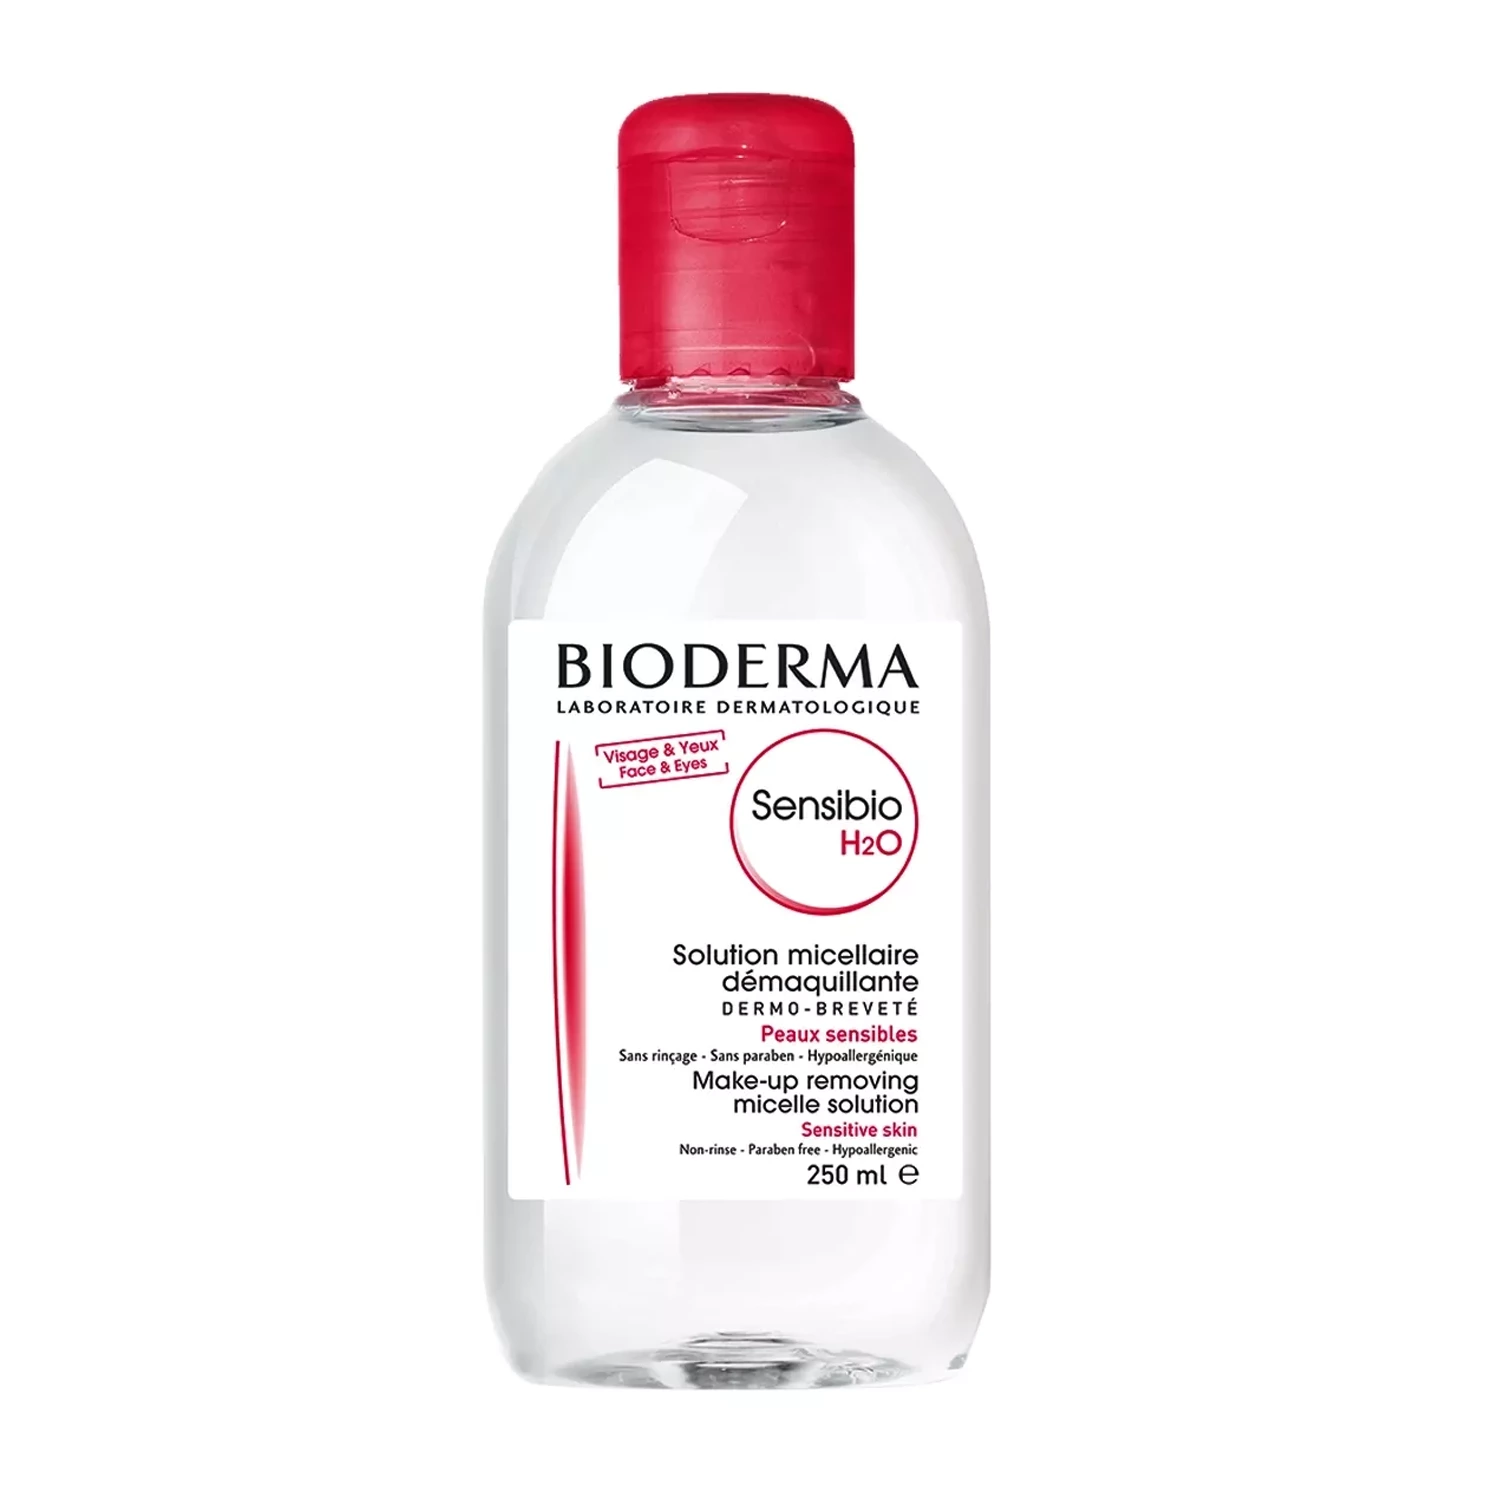 BIODERMA
LABORATOIRE DERMATOLOGIQUE
Visage & Yeux
Face & Eyes
Sensibio
H2O
Solution micellaire
démaquillante
DERMO-BREVETÉ
Peaux sensibles
Sans rinçage - Sans paraben - Hypoallergénique
Make-up removing
micelle solution
Sensitive skin
Non-rinse - Paraben free - Hypoallergenic
250 ml ℮